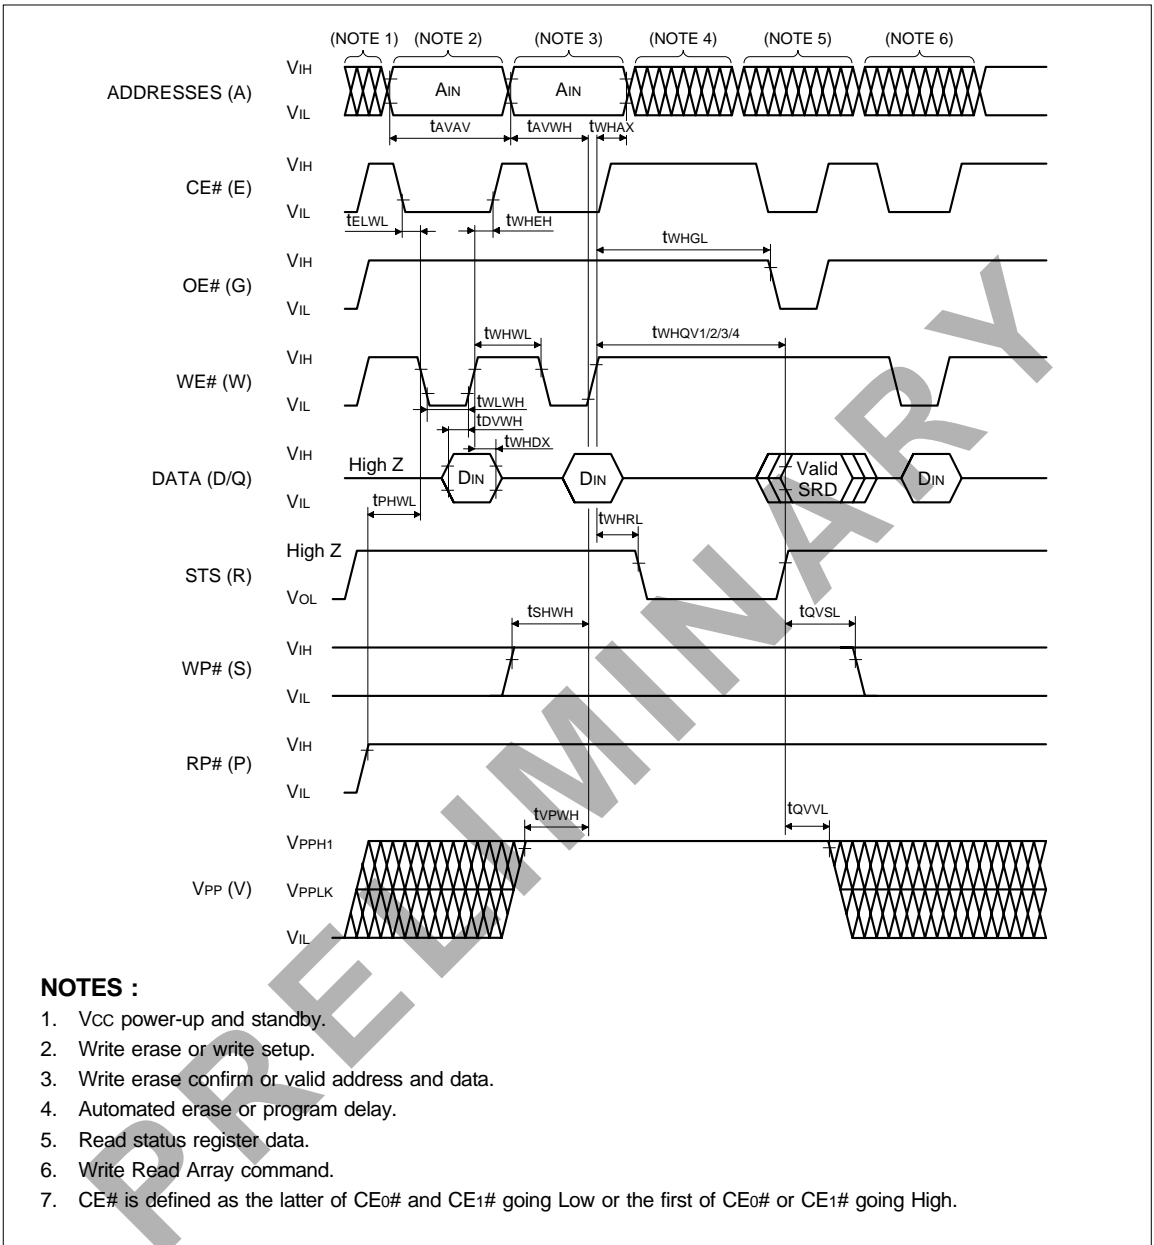 (NOTE 1) (NOTE 2) (NOTE 3) (NOTE 4) (NOTE 5) (NOTE 6)
ADDRESSES (A)
VIH
VIL
AIN
AIN
tAVAV
tAVWH
tWHAX
CE# (E)
VIH
VIL
tELWL
tWHEH
tWHGL
OE# (G)
VIH
VIL
tWHWL
tWHQV1/2/3/4
WE# (W)
VIH
VIL
tWLWH
tDVWH
tWHDX
DATA (D/Q)
VIH
VIL
High Z
DIN
DIN
Valid
SRD
DIN
tPHWL
tWHRL
STS (R)
High Z
VOL
tSHWH
tQVSL
WP# (S)
VIH
VIL
RP# (P)
VIH
VIL
tVPWH
tQVVL
VPP (V)
VPPH1
VPPLK
VIL
PRELIMINARY
NOTES :
1. VCC power-up and standby.
2. Write erase or write setup.
3. Write erase confirm or valid address and data.
4. Automated erase or program delay.
5. Read status register data.
6. Write Read Array command.
7. CE# is defined as the latter of CE0# and CE1# going Low or the first of CE0# or CE1# going High.